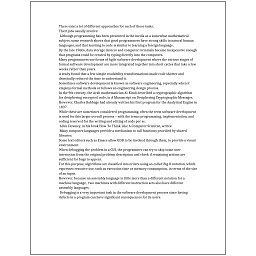 There exist a lot of different approaches for each of those tasks.
Their jobs usually involve:
Although programming has been presented in the media as a somewhat mathematical
subject, some research shows that good programmers have strong skills in natural human
languages, and that learning to code is similar to learning a foreign language.
By the late 1960s, data storage devices and computer terminals became inexpensive enough
that programs could be created by typing directly into the computers.
Many programmers use forms of Agile software development where the various stages of
formal software development are more integrated together into short cycles that take a few
weeks rather than years.
A study found that a few simple readability transformations made code shorter and
drastically reduced the time to understand it.
Sometimes software development is known as software engineering, especially when it
employs formal methods or follows an engineering design process.
In the 9th century, the Arab mathematician Al-Kindi described a cryptographic algorithm
for deciphering encrypted code, in A Manuscript on Deciphering Cryptographic Messages.
However, Charles Babbage had already written his first program for the Analytical Engine in
1837.
While these are sometimes considered programming, often the term software development
is used for this larger overall process – with the terms programming, implementation, and
coding reserved for the writing and editing of code per se.
Allen Downey, in his book How To Think Like A Computer Scientist, writes:
Many computer languages provide a mechanism to call functions provided by shared
libraries.
Some text editors such as Emacs allow GDB to be invoked through them, to provide a visual
environment.
When debugging the problem in a GUI, the programmer can try to skip some user
interaction from the original problem description and check if remaining actions are
sufficient for bugs to appear.
For this purpose, algorithms are classified into orders using so-called Big O notation, which
expresses resource use, such as execution time or memory consumption, in terms of the size
of an input.
However, because an assembly language is little more than a different notation for a
machine language, two machines with different instruction sets also have different
assembly languages.
Debugging is a very important task in the software development process since having
defects in a program can have significant consequences for its users.